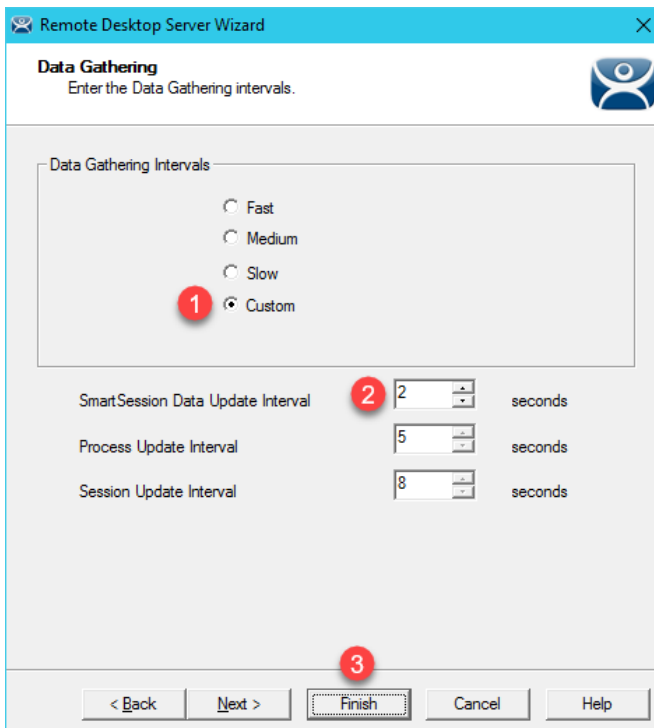 Remote Desktop Server Wizard
Data Gathering
Enter the Data Gathering intervals.
Data Gathering Intervals
Fast
Medium
Slow
1 Custom
SmartSession Data Update Interval 2 2 seconds
Process Update Interval 5 seconds
Session Update Interval 8 seconds
3
< Back Next > Finish Cancel Help